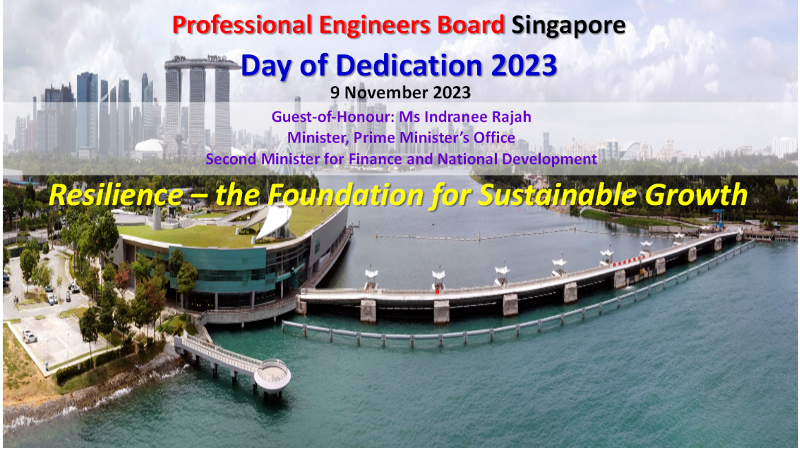 Professional Engineers Board Singapore
Day of Dedication 2023
9 November 2023
Guest-of-Honour: Ms Indranee Rajah
Minister, Prime Minister's Office
Second Minister for Finance and National Development
Resilience – the Foundation for Sustainable Growth